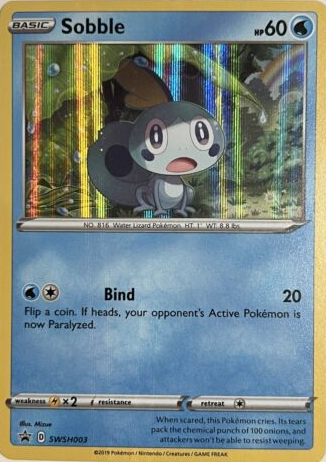 BASIC Sobble HP 60
NO. 816 Water Lizard Pokémon HT. 1' WT. 8.8 lbs.
Bind 20
Flip a coin. If heads, your opponent's Active Pokémon is
now Paralyzed.
weakness ×2 resistance retreat
Illus. Mizue
When scared, this Pokémon cries. Its tears
pack the chemical punch of 100 onions, and
attackers won't be able to resist weeping.
D SWSH003
©2019 Pokémon / Nintendo / Creatures / GAME FREAK